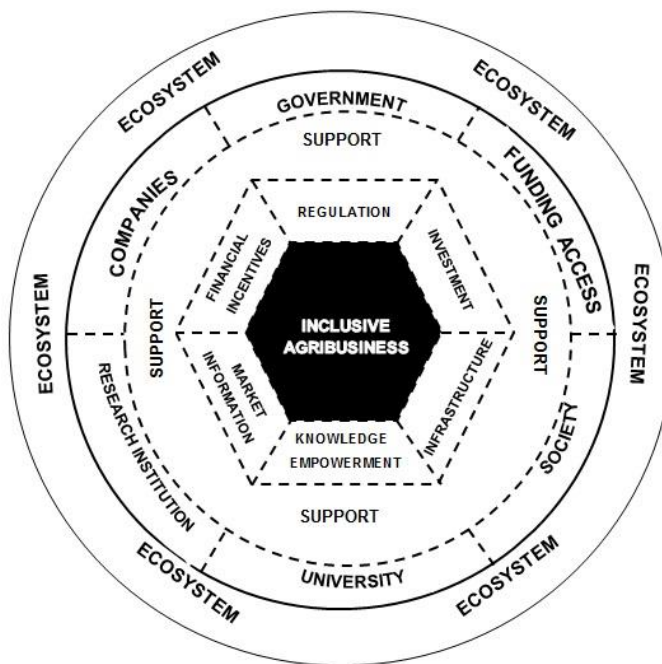 ECOSYSTEM
ECOSYSTEM
GOVERNMENT
SUPPORT
COMPANIES
FUNDING ACCESS
REGULATION
FINANCIAL
INCENTIVES
INVESTMENT
ECOSYSTEM
SUPPORT
INCLUSIVE
AGRIBUSINESS
SUPPORT
ECOSYSTEM
MARKET
INFORMATION
INFRASTRUCTURE
KNOWLEDGE
EMPOWERMENT
RESEARCH INSTITUTION
SOCIETY
SUPPORT
UNIVERSITY
ECOSYSTEM
ECOSYSTEM